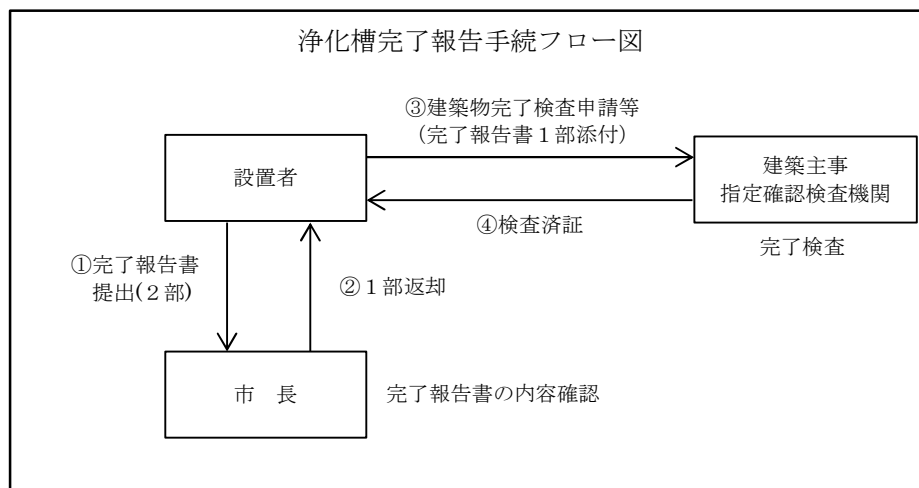 浄化槽完了報告手続フロー図
③建築物完了検査申請等
（完了報告書１部添付）
設置者
建築主事
指定確認検査機関
④検査済証
完了検査
①完了報告書
提出(２部)
②１部返却
市　長
完了報告書の内容確認